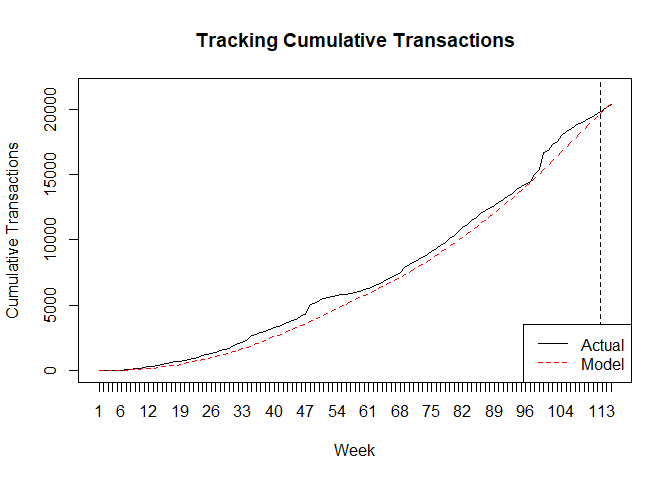 Tracking Cumulative Transactions
Cumulative Transactions
20000
15000
10000
5000
0
Actual
Model
1 6 12 19 26 33 40 47 54 61 68 75 82 89 96 104 113
Week